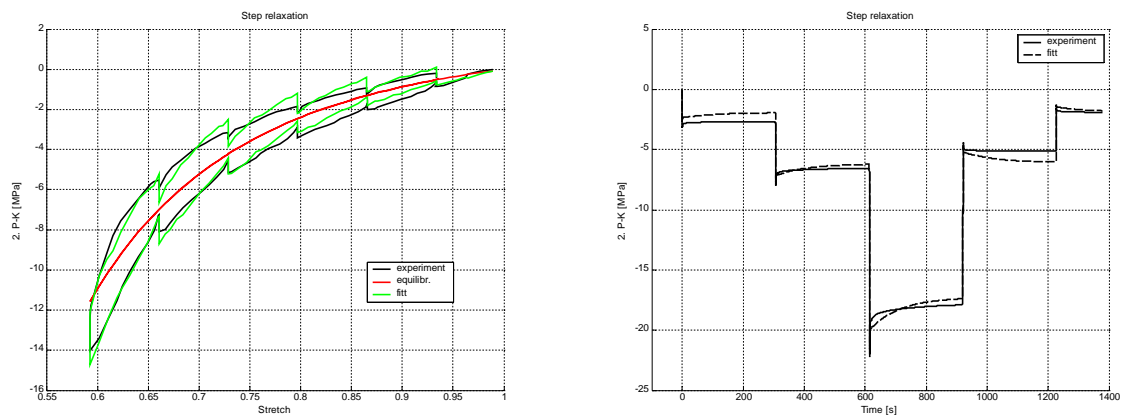 Step relaxation
2
0
-2
-4
-6
-8
-10
-12
-14
-16
2. P-K [MPa]
experiment
equilibr.
fitt
0.55 0.6 0.65 0.7 0.75 0.8 0.85 0.9 0.95 1
Stretch
Step relaxation
5
0
-5
-10
-15
-20
-25
2. P-K [MPa]
experiment
fitt
0 200 400 600 800 1000 1200 1400
Time [s]